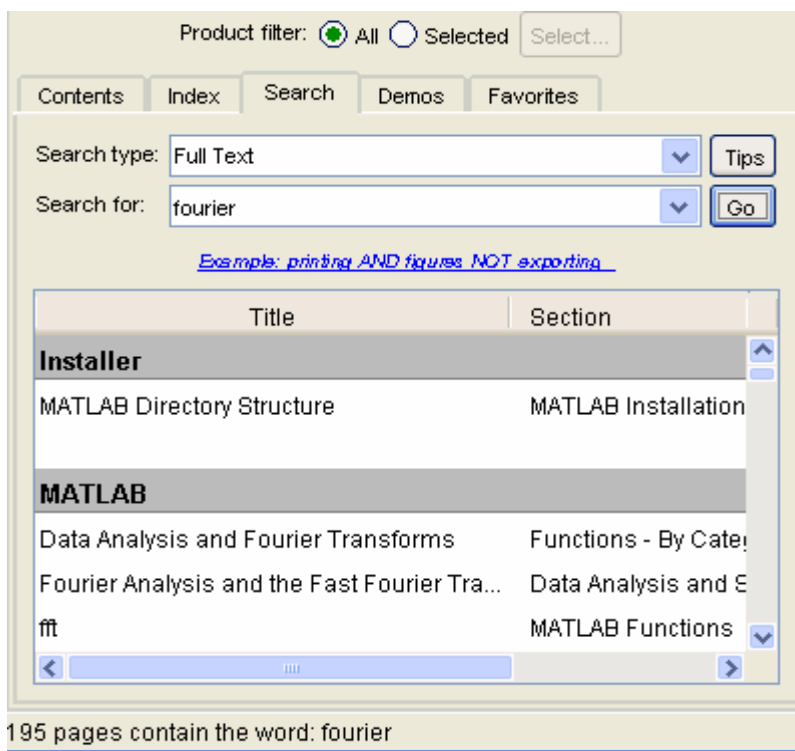 Product filter: All Selected Select...
Contents Index Search Demos Favorites
Search type: Full Text Tips
Search for: fourier Go
Example: printing AND figures NOT exporting
Title Section
Installer
MATLAB Directory Structure MATLAB Installation
MATLAB
Data Analysis and Fourier Transforms Functions - By Cate
Fourier Analysis and the Fast Fourier Tra... Data Analysis and S
fft MATLAB Functions
195 pages contain the word: fourier